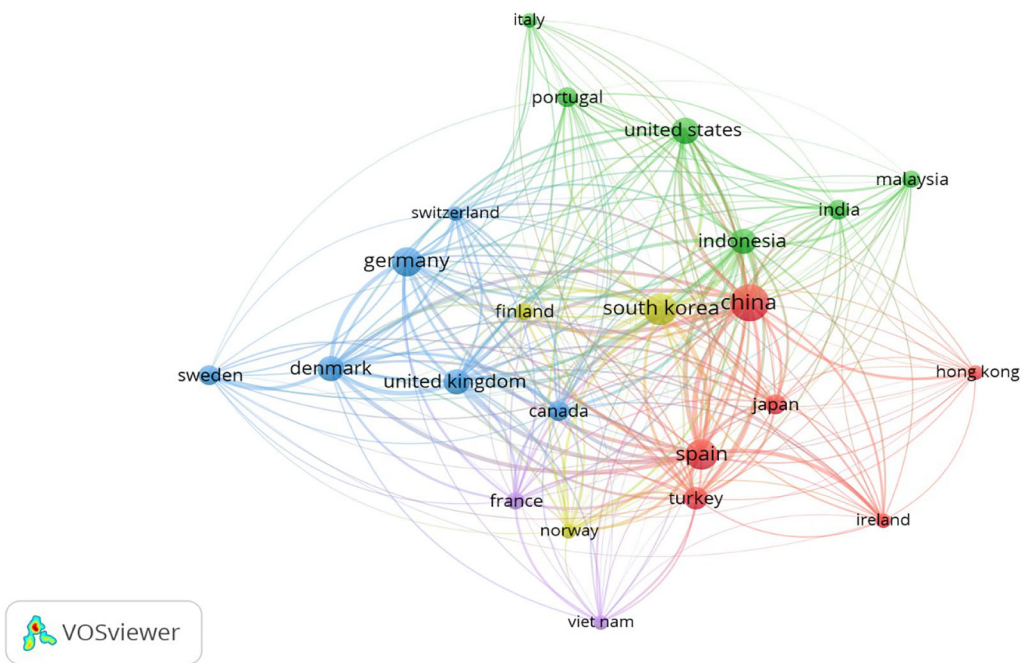 italy
portugal
united states
malaysia
india
switzerland
indonesia
germany
china
south korea
finland
denmark
sweden
hong kong
united kingdom
japan
canada
spain
turkey
france
ireland
norway
viet nam
VOSviewer